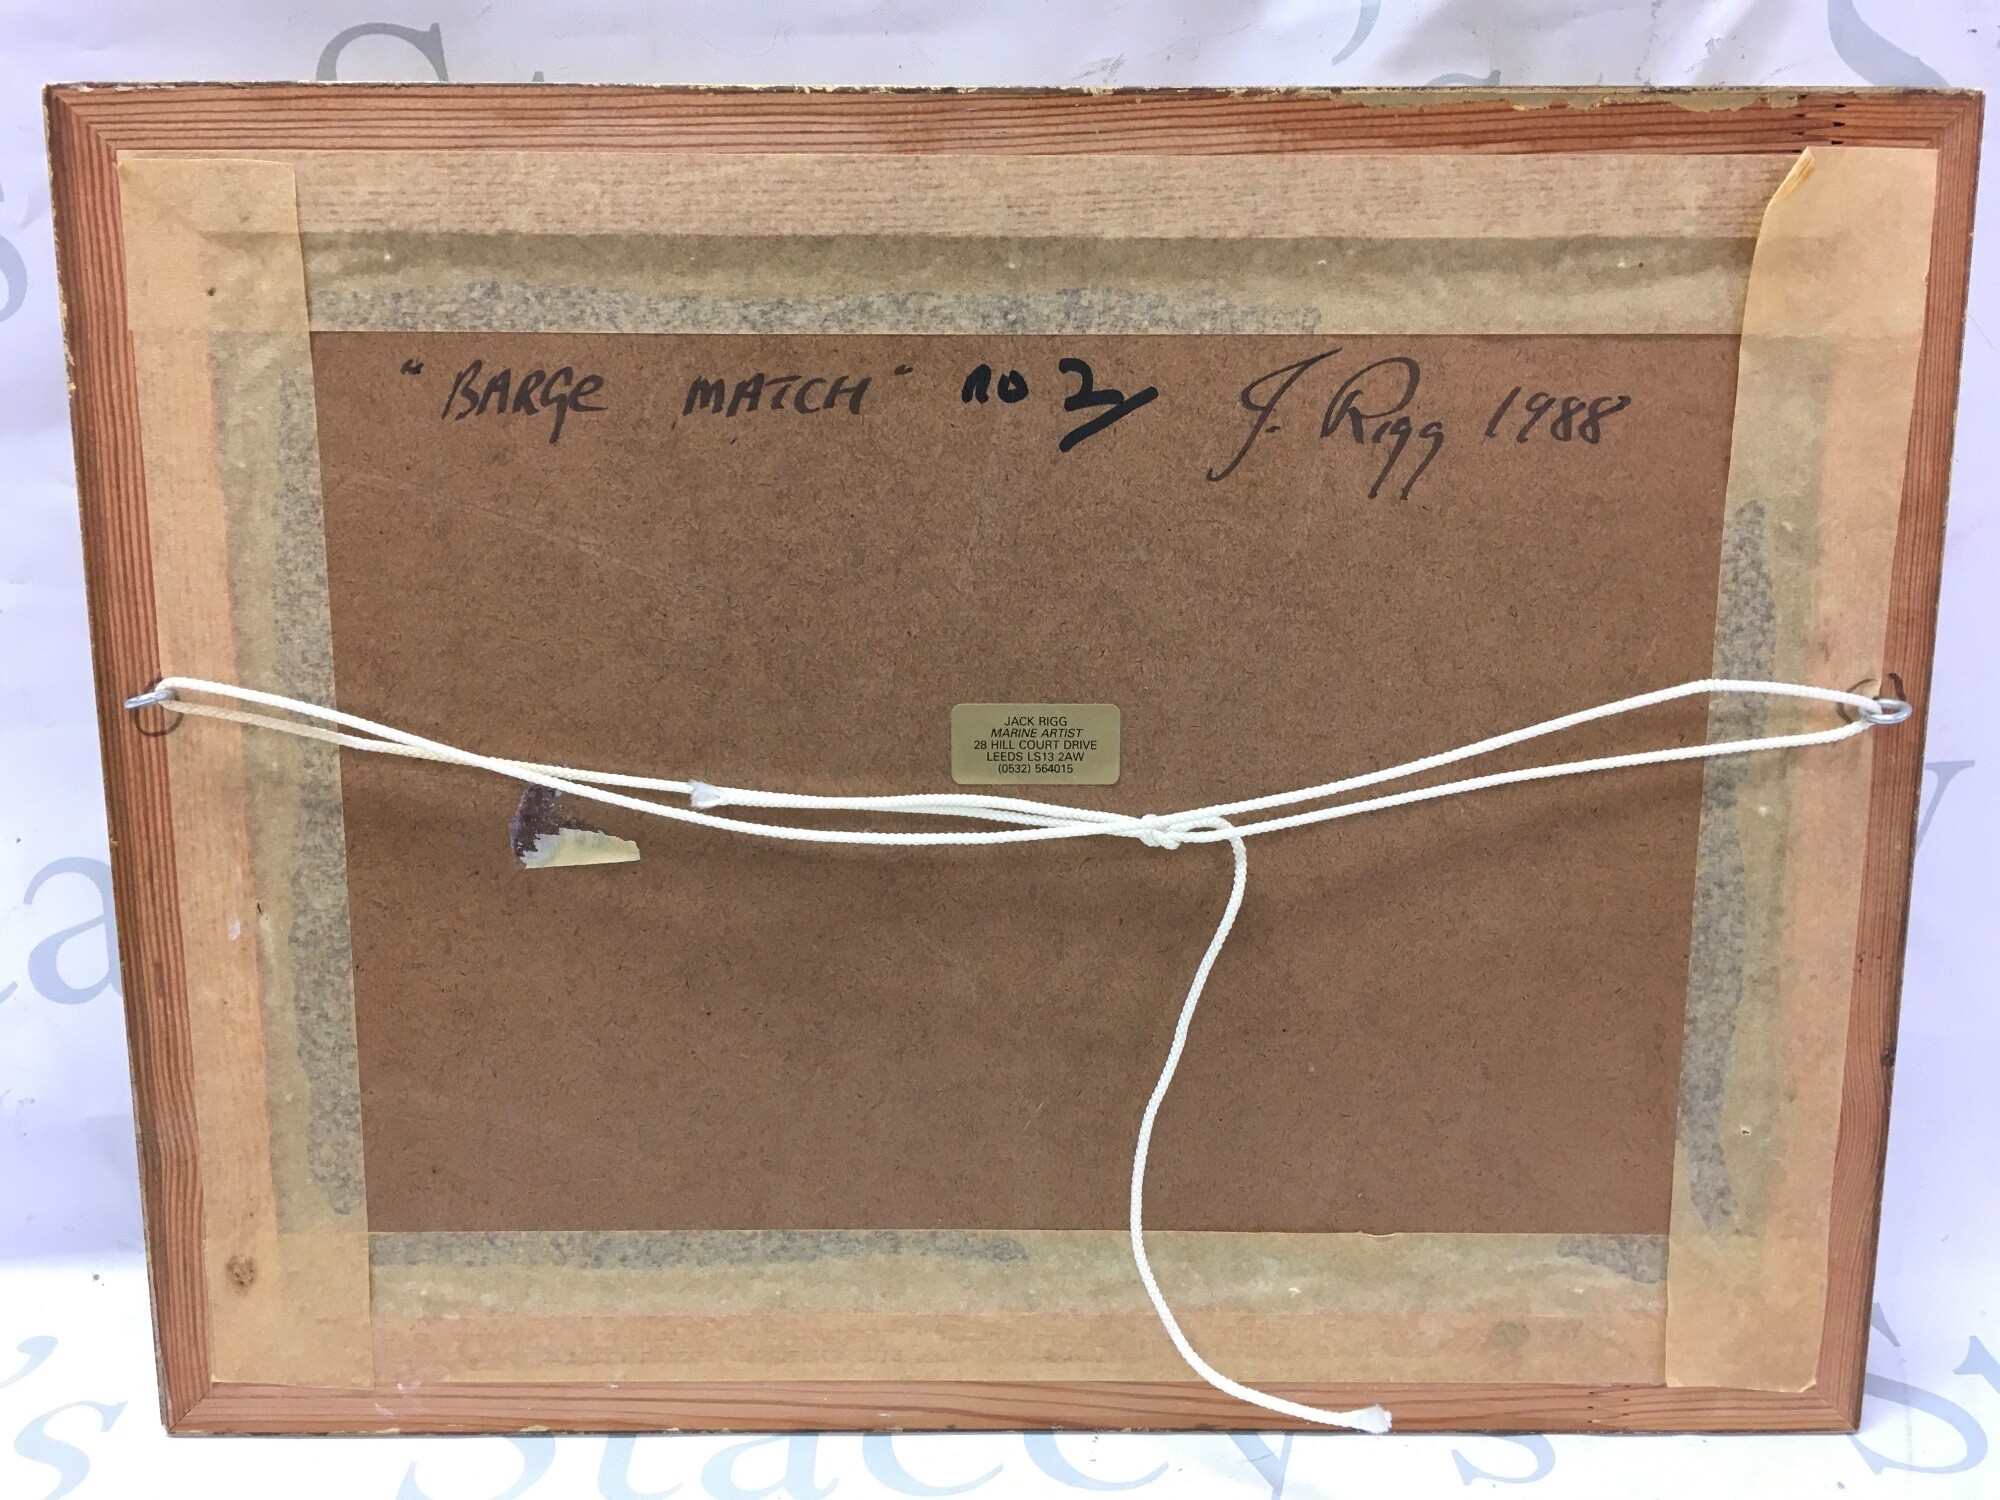 "BARGE MATCH" no 2 J. Rigg 1988
JACK RIGG
MARINE ARTIST
28 HILL COURT DRIVE
LEEDS LS13 2AW
(0532) 564015
Stacey's